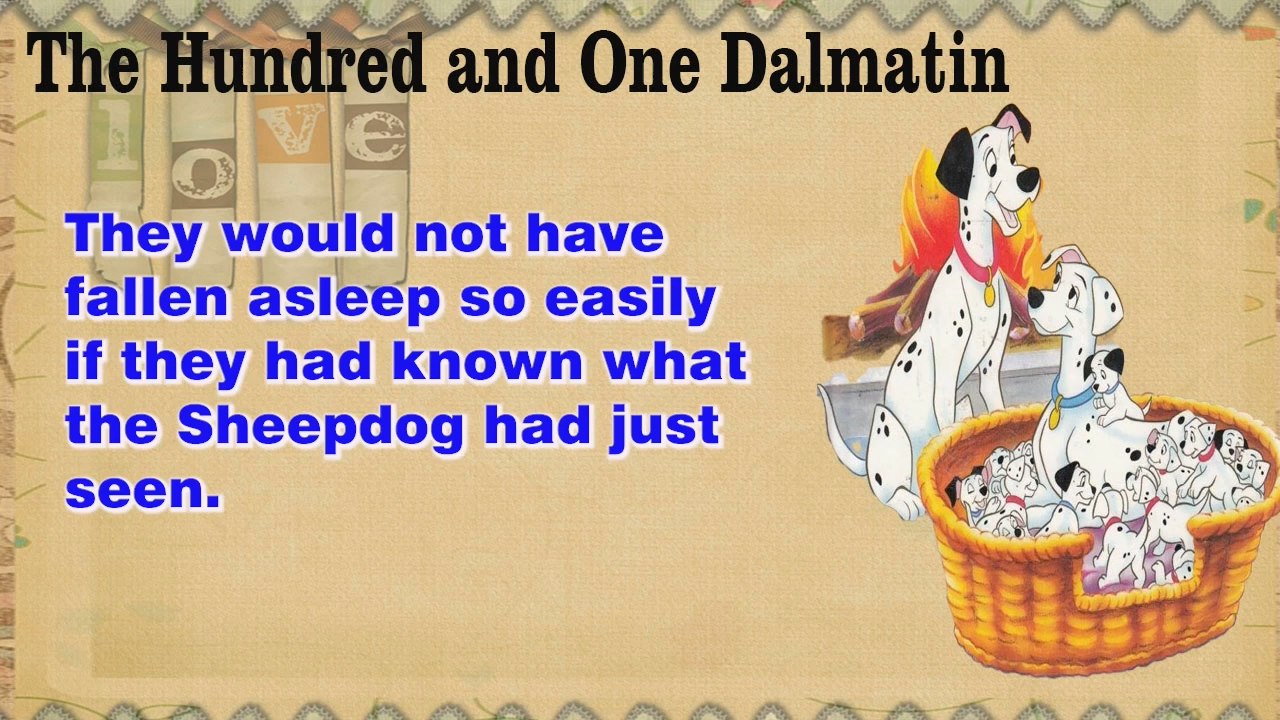 The Hundred and One Dalmatin
love
They would not have
fallen asleep so easily
if they had known what
the Sheepdog had just
seen.